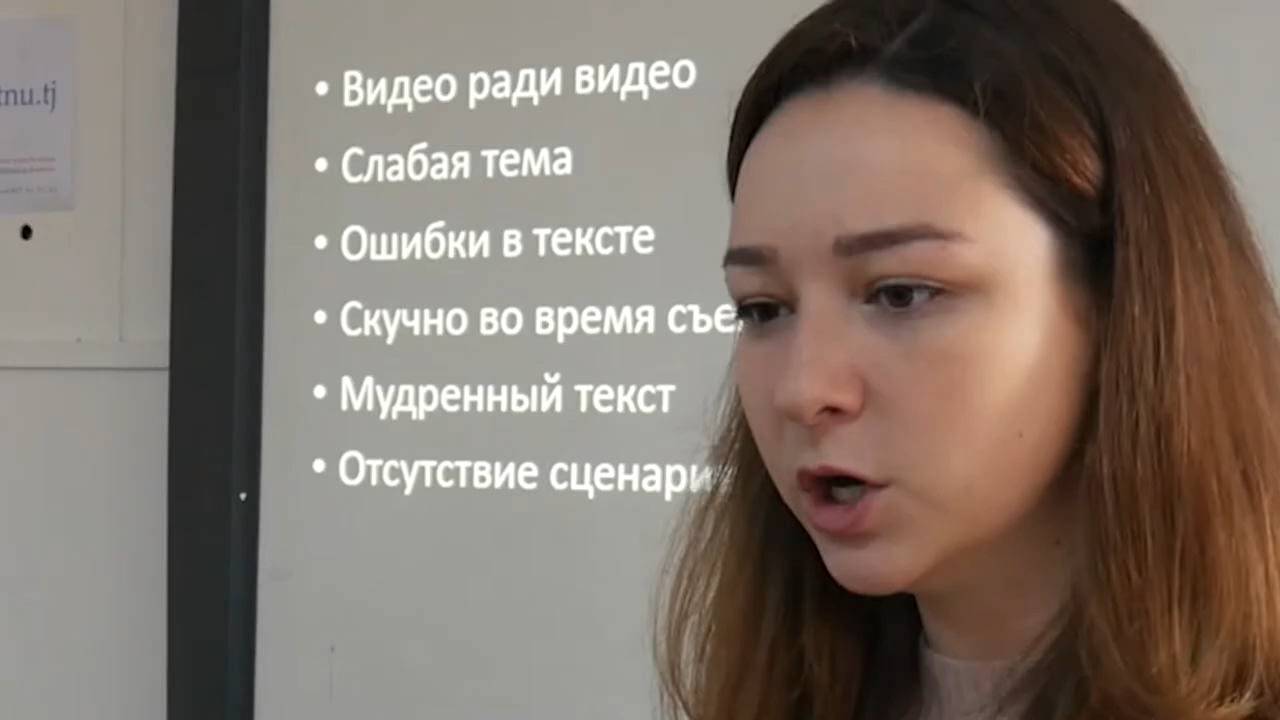 tnu.tj
• Видео ради видео
• Слабая тема
• Ошибки в тексте
• Скучно во время
• Мудренный текст
• Отсутствие